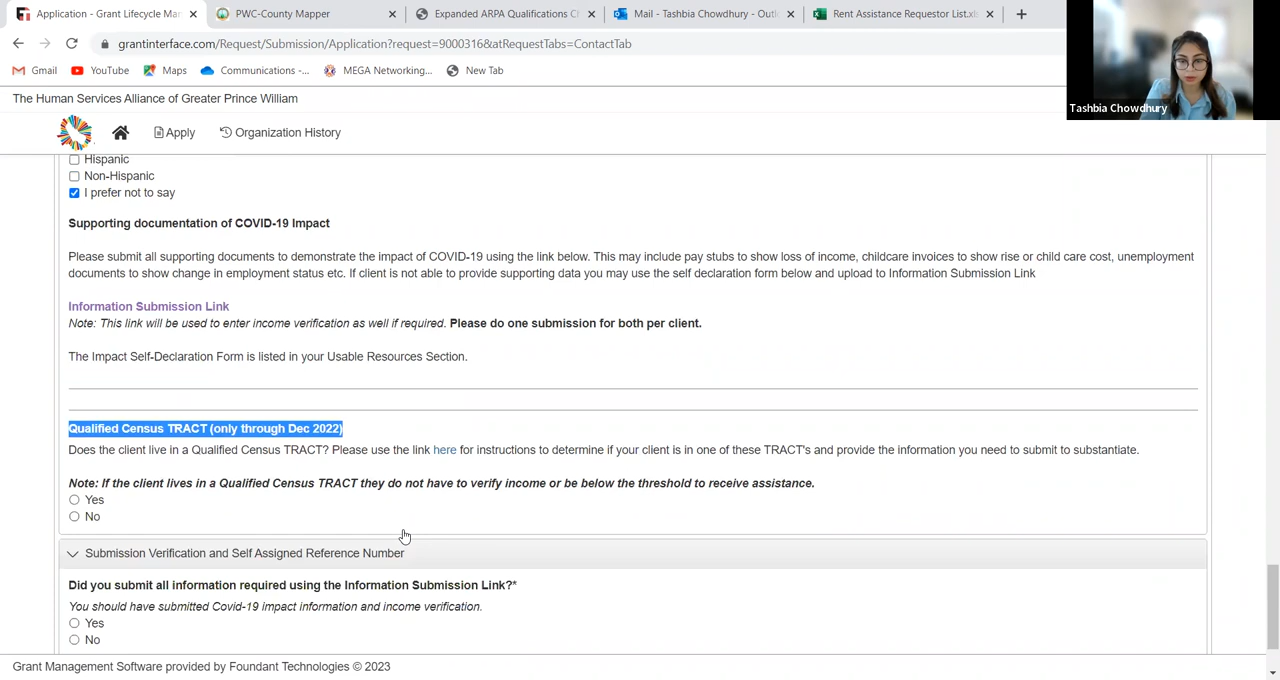 Application - Grant Lifecycle Mar
PWC-County Mapper
Expanded ARPA Qualifications Ch
Mail - Tashbia Chowdhury - Outl
Rent Assistance Requestor List.xls
grantinterface.com/Request/Submission/Application?request=9000316&atRequestTabs=ContactTab
Gmail
YouTube
Maps
Communications -...
MEGA Networking...
New Tab
Tashbia Chowdhury
The Human Services Alliance of Greater Prince William
Apply
Organization History
Hispanic
Non-Hispanic
I prefer not to say
Supporting documentation of COVID-19 Impact
Please submit all supporting documents to demonstrate the impact of COVID-19 using the link below. This may include pay stubs to show loss of income, childcare invoices to show rise or child care cost, unemployment
documents to show change in employment status etc. If client is not able to provide supporting data you may use the self declaration form below and upload to Information Submission Link
Information Submission Link
Note: This link will be used to enter income verification as well if required. Please do one submission for both per client.
The Impact Self-Declaration Form is listed in your Usable Resources Section.
Qualified Census TRACT (only through Dec 2022)
Does the client live in a Qualified Census TRACT? Please use the link here for instructions to determine if your client is in one of these TRACT's and provide the information you need to submit to substantiate.
Note: If the client lives in a Qualified Census TRACT they do not have to verify income or be below the threshold to receive assistance.
Yes
No
Submission Verification and Self Assigned Reference Number
Did you submit all information required using the Information Submission Link?*
You should have submitted Covid-19 impact information and income verification.
Yes
No
Grant Management Software provided by Foundant Technologies © 2023